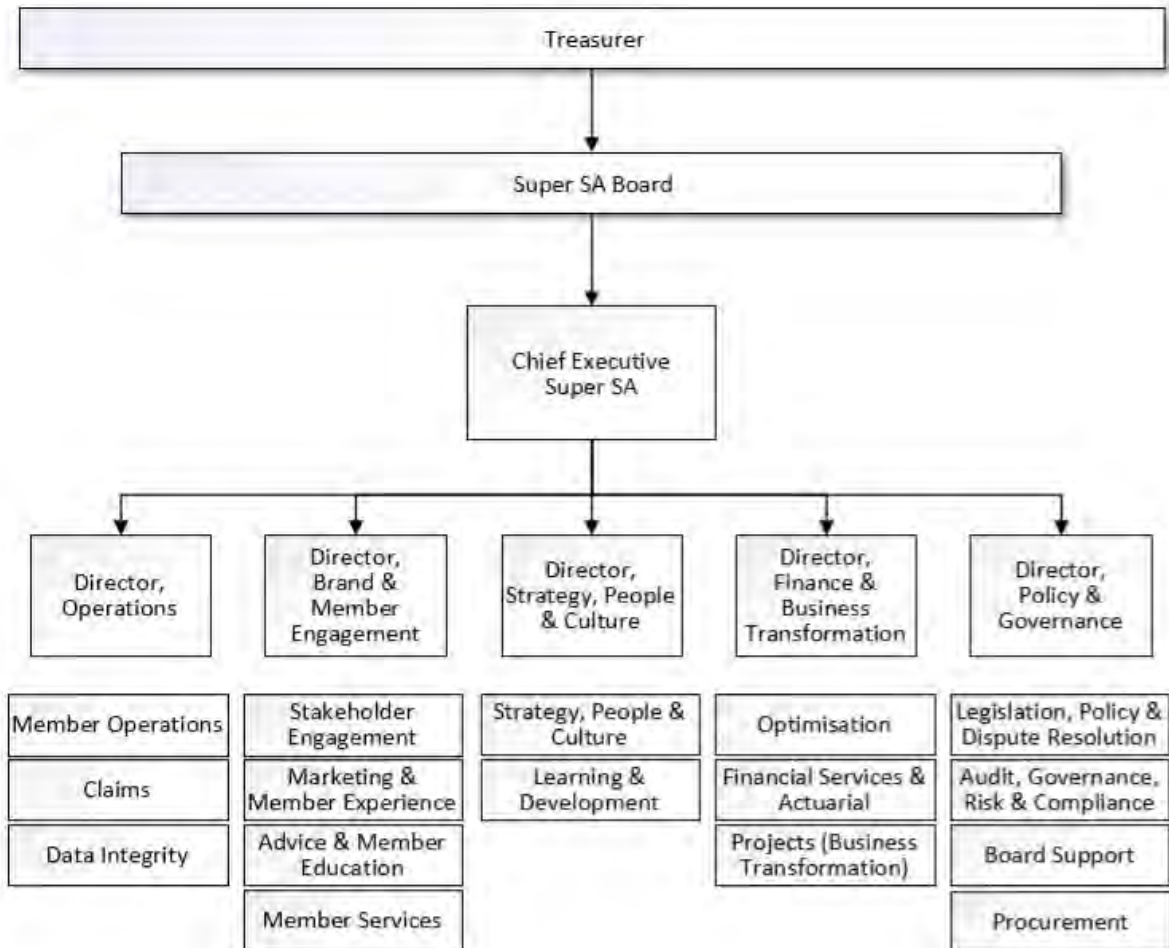 Treasurer
Super SA Board
Chief Executive
Super SA
Director,
Operations
Director,
Brand &
Member
Engagement
Director,
Strategy, People
& Culture
Director,
Finance &
Business
Transformation
Director,
Policy &
Governance
Member Operations
Claims
Data Integrity
Stakeholder
Engagement
Marketing &
Member Experience
Advice & Member
Education
Member Services
Strategy, People &
Culture
Learning &
Development
Optimisation
Financial Services &
Actuarial
Projects (Business
Transformation)
Legislation, Policy &
Dispute Resolution
Audit, Governance,
Risk & Compliance
Board Support
Procurement